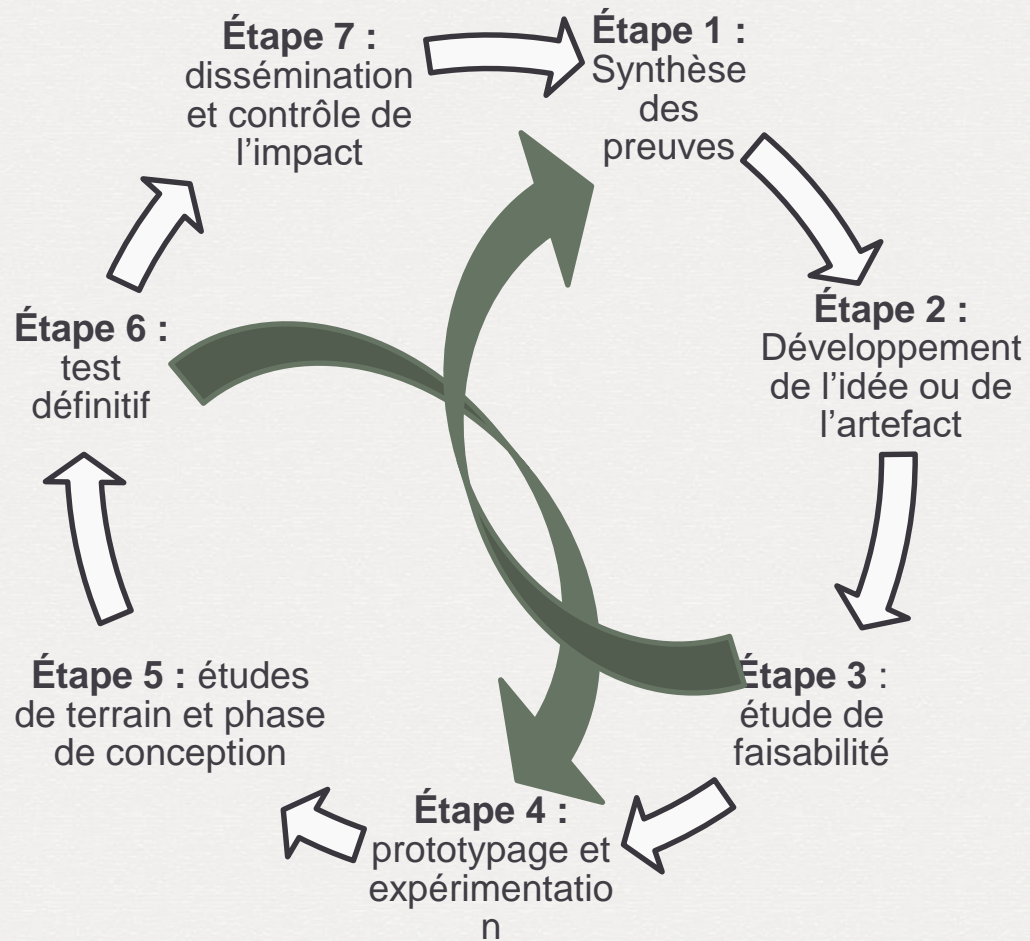 Étape 1 :
Synthèse
des
preuves
Étape 2 :
Développement
de l’idée ou de
l’artefact
Étape 3 :
étude de
faisabilité
Étape 4 :
prototypage et
expérimentatio
n
Étape 5 : études
de terrain et phase
de conception
Étape 6 :
test
définitif
Étape 7 :
dissémination
et contrôle de
l’impact